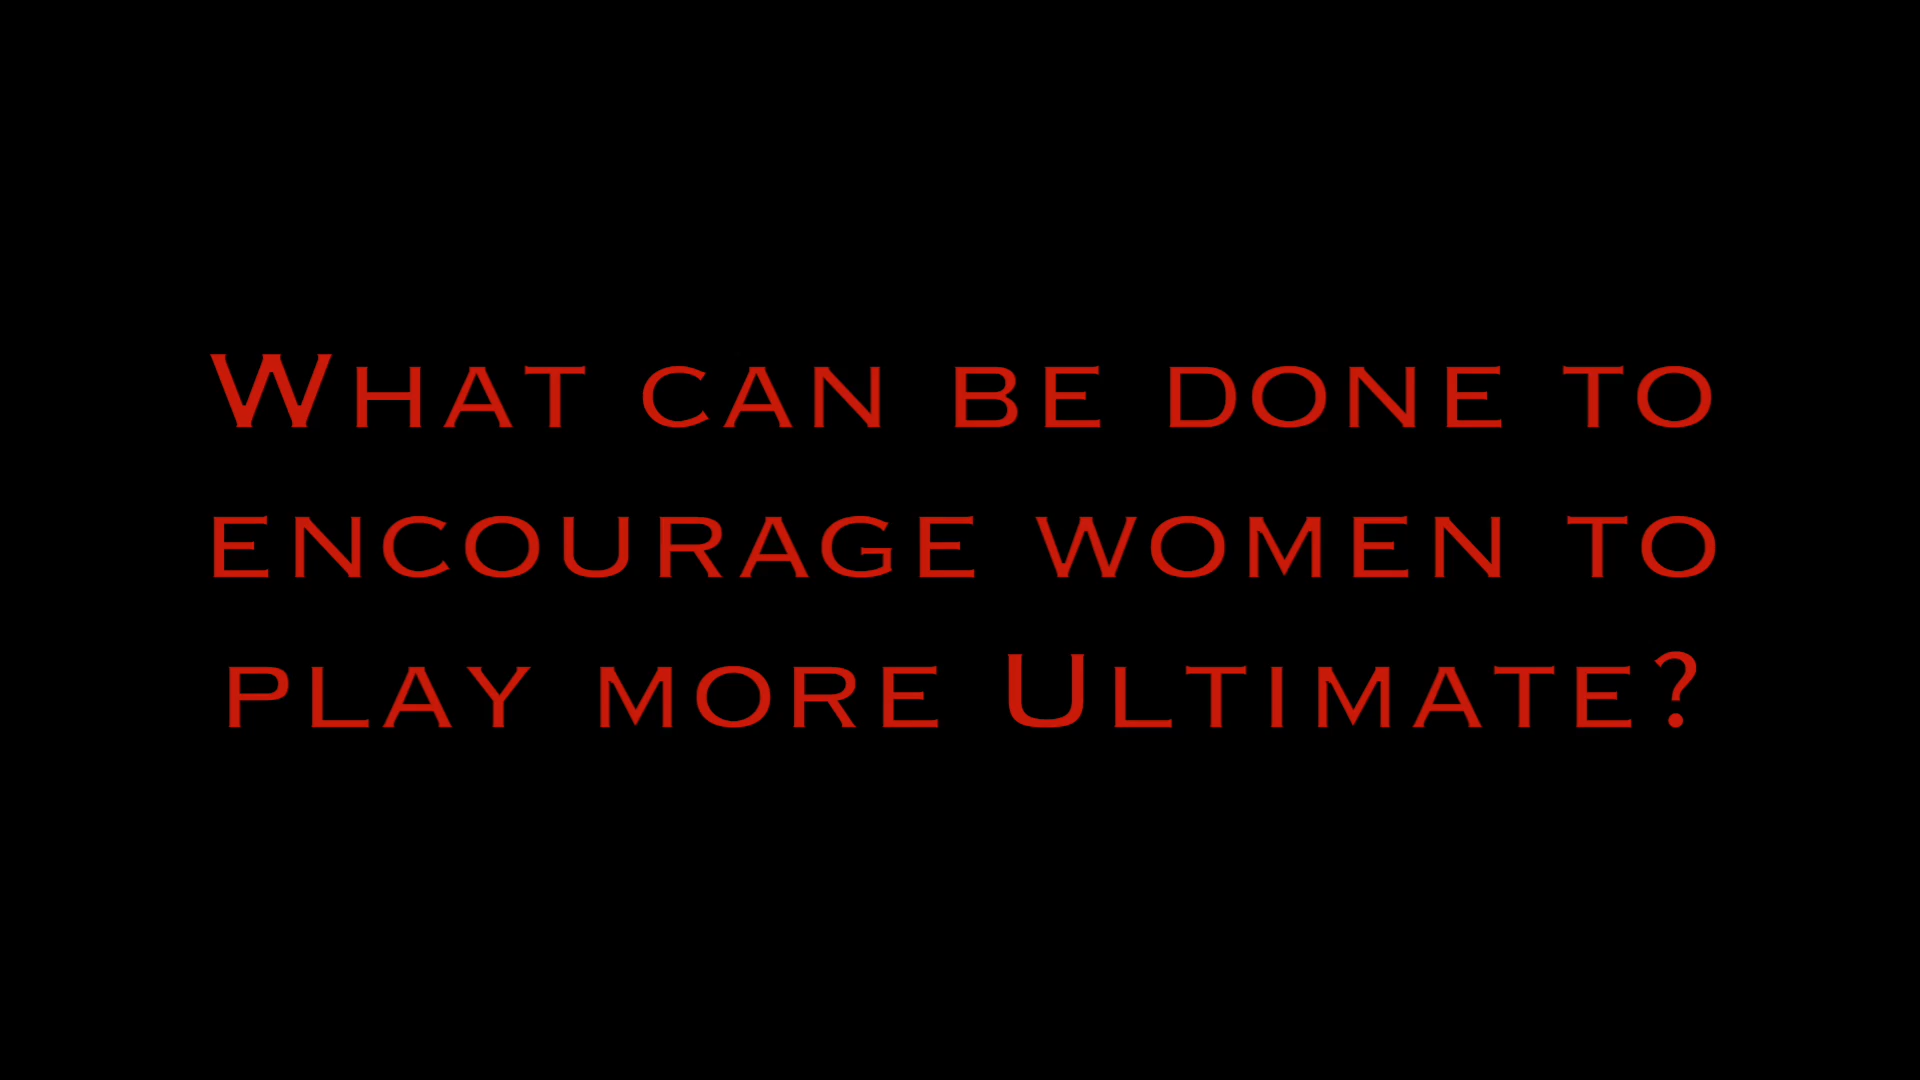 What can be done to
encourage women to
play more Ultimate?